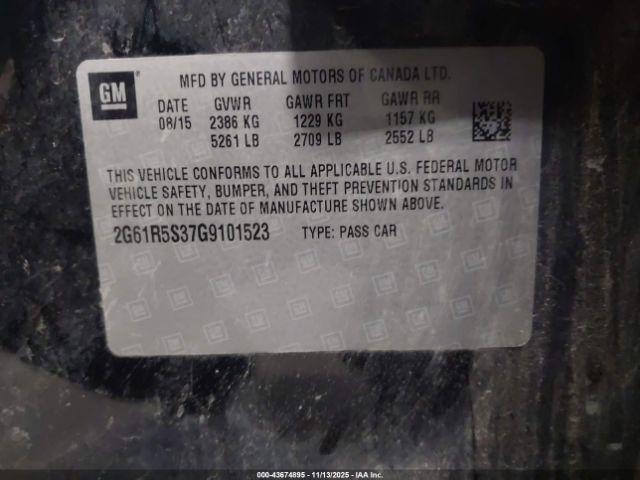 GM
MFD BY GENERAL MOTORS OF CANADA LTD.
DATE GVWR GAWR FRT GAWR RR
08/15 2386 KG 1229 KG 1157 KG
5261 LB 2709 LB 2552 LB
THIS VEHICLE CONFORMS TO ALL APPLICABLE U.S. FEDERAL MOTOR
VEHICLE SAFETY, BUMPER, AND THEFT PREVENTION STANDARDS IN
EFFECT ON THE DATE OF MANUFACTURE SHOWN ABOVE.
2G61R5S37G9101523 TYPE: PASS CAR
000-43674895 - 11/13/2025 - IAA Inc.